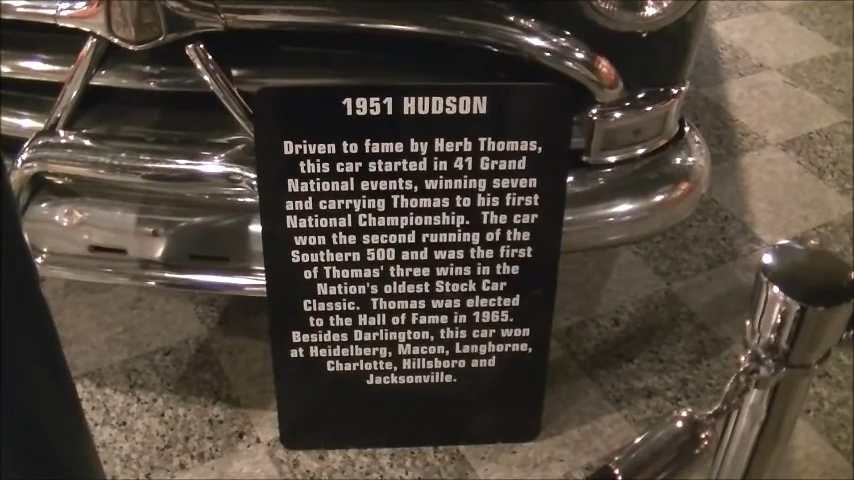 1951 HUDSON
Driven to fame by Herb Thomas,
this car started in 41 Grand
National events, winning seven
and carrying Thomas to his first
National Championship. The car
won the second running of the
Southern 500 and was the first
of Thomas' three wins in the
Nation's oldest Stock Car
Classic. Thomas was elected
to the Hall of Fame in 1965.
Besides Darlington, this car won
at Heidelberg, Macon, Langhorne,
Charlotte, Hillsboro and
Jacksonville.